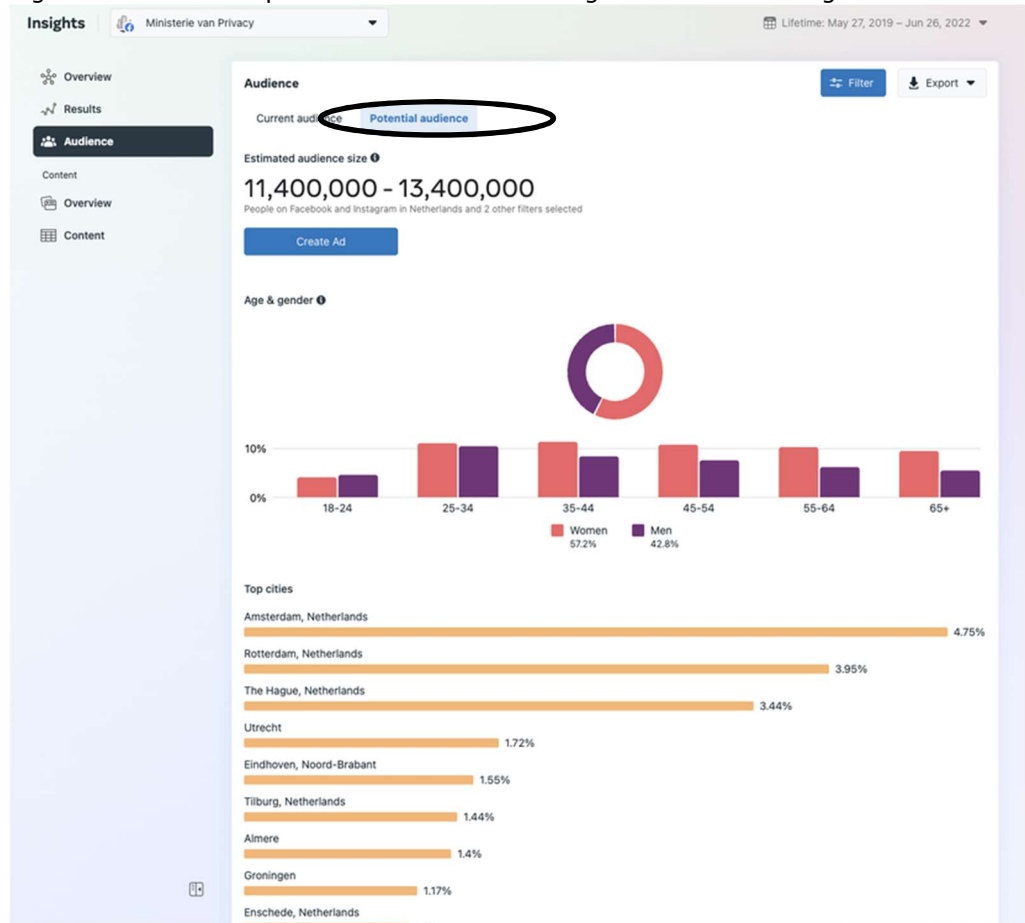 Insights
Ministerie van Privacy
Lifetime: May 27, 2019 – Jun 26, 2022
Overview
Results
Audience
Content
Overview
Content
Audience
Filter
Export
Current audience
Potential audience
Estimated audience size
11,400,000 – 13,400,000
People on Facebook and Instagram in Netherlands and 2 other filters selected
Create Ad
Age & gender
10%
0%
18-24 25-34 35-44 45-54 55-64 65+
Women Men
57.2% 42.8%
Top cities
Amsterdam, Netherlands
4.75%
Rotterdam, Netherlands
3.95%
The Hague, Netherlands
3.44%
Utrecht
1.72%
Eindhoven, Noord-Brabant
1.55%
Tilburg, Netherlands
1.44%
Almere
1.4%
Groningen
1.17%
Enschede, Netherlands